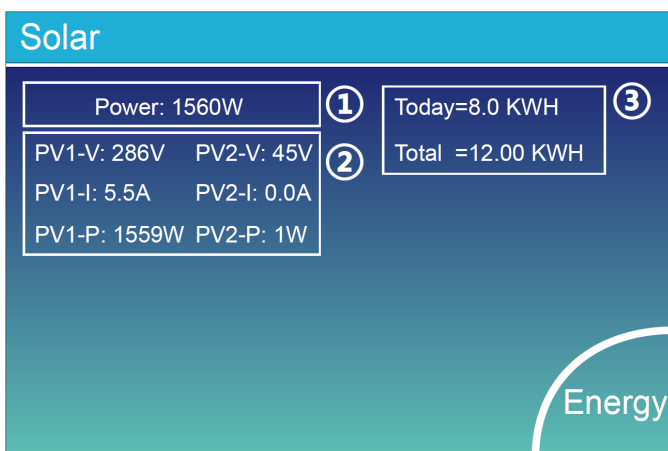 Solar
Power: 1560W
①
PV1-V: 286V PV2-V: 45V
PV1-I: 5.5A PV2-I: 0.0A
PV1-P: 1559W PV2-P: 1W
②
Today=8.0 KWH
Total =12.00 KWH
③
Energy